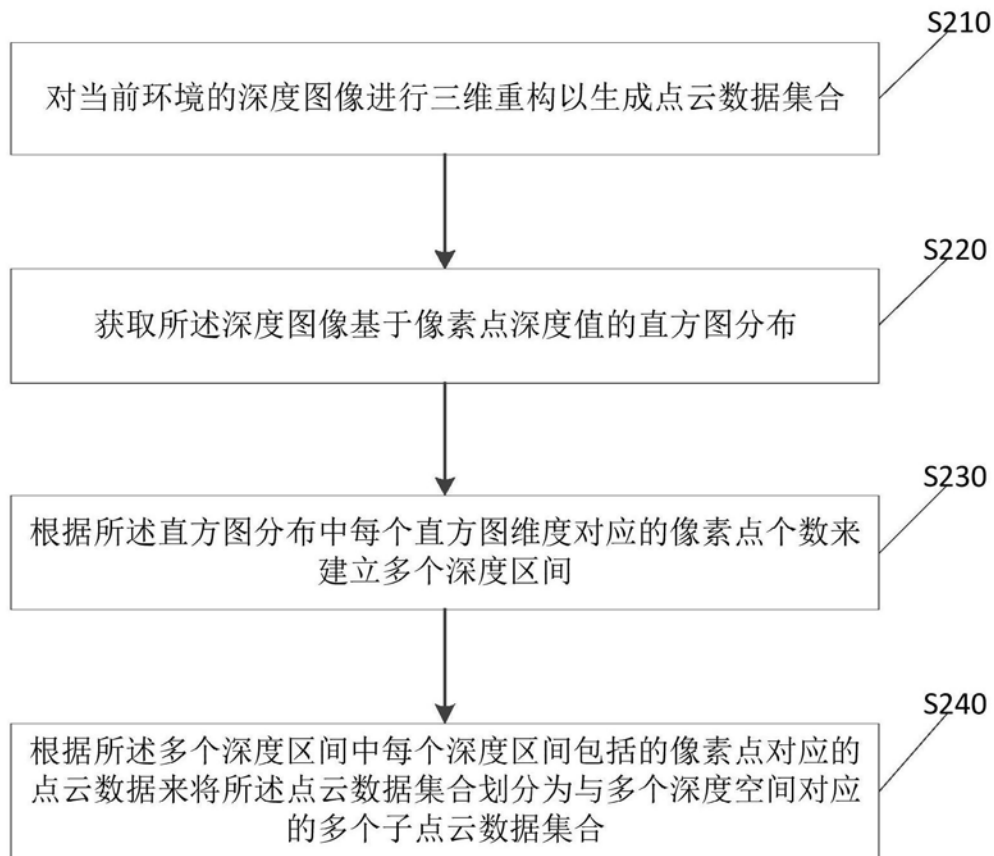 S210
对当前环境的深度图像进行三维重构以生成点云数据集合
S220
获取所述深度图像基于像素点深度值的直方图分布
S230
根据所述直方图分布中每个直方图维度对应的像素点个数来
建立多个深度区间
S240
根据所述多个深度区间中每个深度区间包括的像素点对应的
点云数据来将所述点云数据集合划分为与多个深度空间对应
的多个子点云数据集合